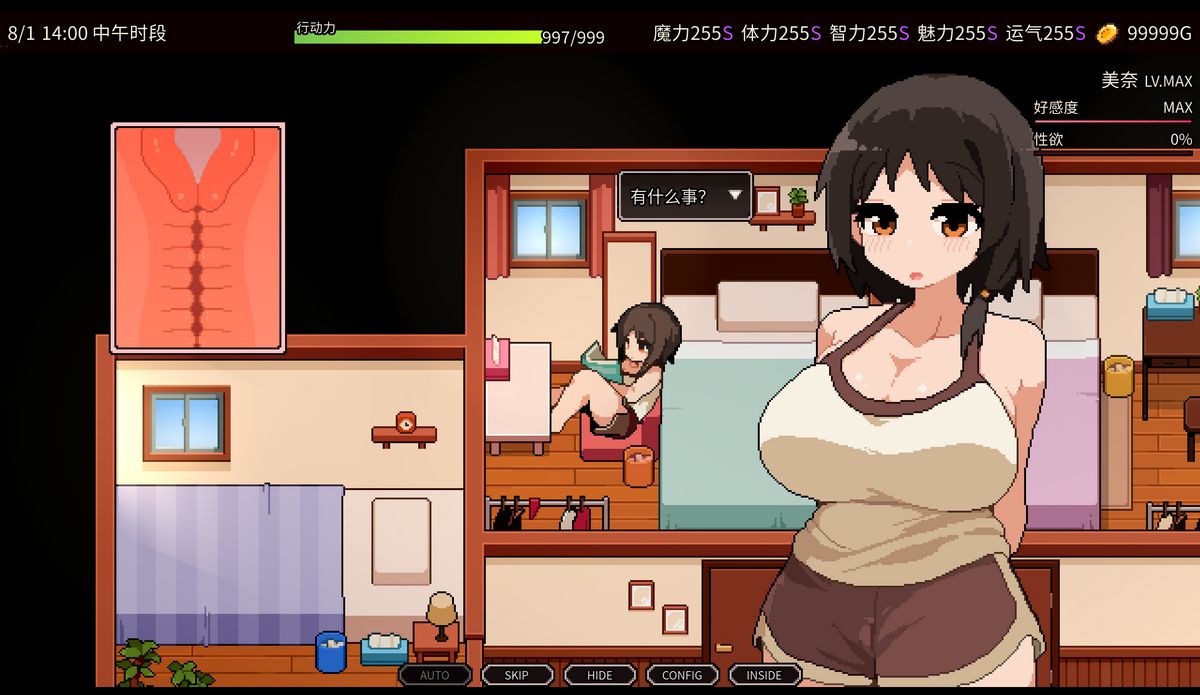 8/1 14:00 中午时段
行动力
997/999
魔力255S 体力255S 智力255S 魅力255S 运气255S 99999G
美奈 LV.MAX
好感度 MAX
性欲 0%
有什么事?
AUTO SKIP HIDE CONFIG INSIDE